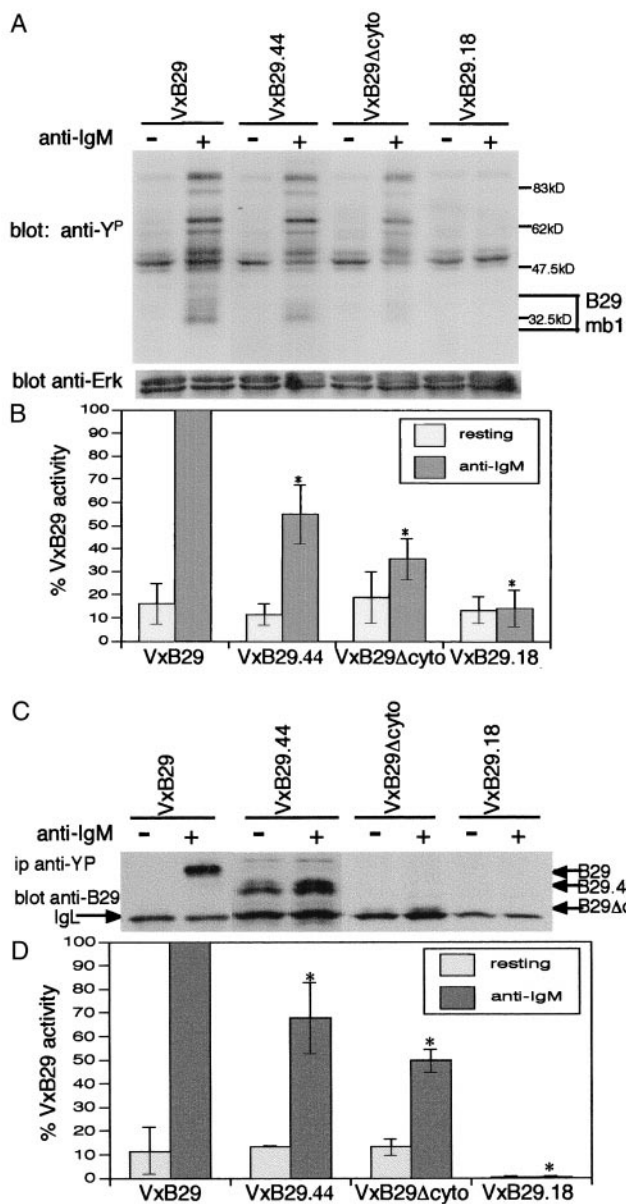 A
VxB29
VxB29.44
VxB29Δcyto
VxB29.18
anti-IgM
- + - + - + - +
83kD
blot: anti-Yᴾ
62kD
47.5kD
B29
32.5kD
mb1
blot anti-Erk
B
% VxB29 activity
100
90
80
70
60
50
40
30
20
10
0
resting
anti-IgM
*
*
*
VxB29
VxB29.44
VxB29Δcyto
VxB29.18
C
VxB29
VxB29.44
VxB29Δcyto
VxB29.18
anti-IgM
- + - + - + - +
ip anti-YP
B29
blot anti-B29
B29.4
IgL
B29Δc
D
% VxB29 activity
100
90
80
70
60
50
40
30
20
10
0
resting
anti-IgM
*
*
*
VxB29
VxB29.44
VxB29Δcyto
VxB29.18